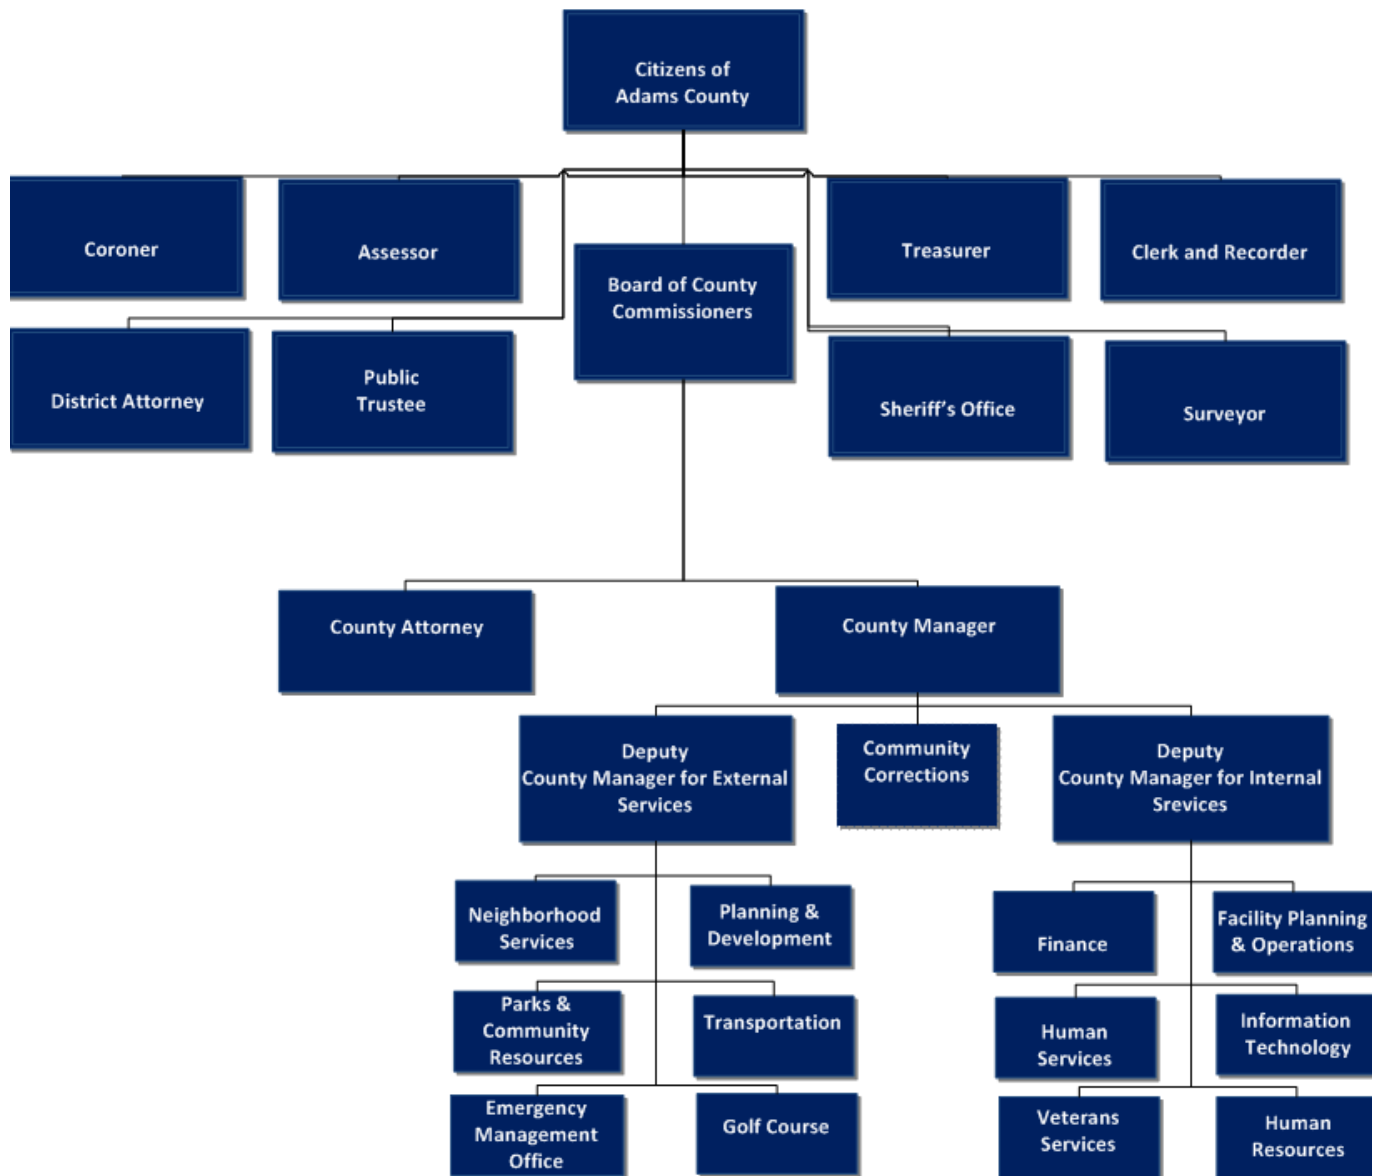 Citizens of
Adams County
Coroner
Assessor
Treasurer
Clerk and Recorder
Board of County
Commissioners
District Attorney
Public
Trustee
Sheriff's Office
Surveyor
County Attorney
County Manager
Deputy
County Manager for External
Services
Community
Corrections
Deputy
County Manager for Internal
Srevices
Neighborhood
Services
Planning &
Development
Finance
Facility Planning
& Operations
Parks &
Community
Resources
Transportation
Human
Services
Information
Technology
Emergency
Management
Office
Golf Course
Veterans
Services
Human
Resources